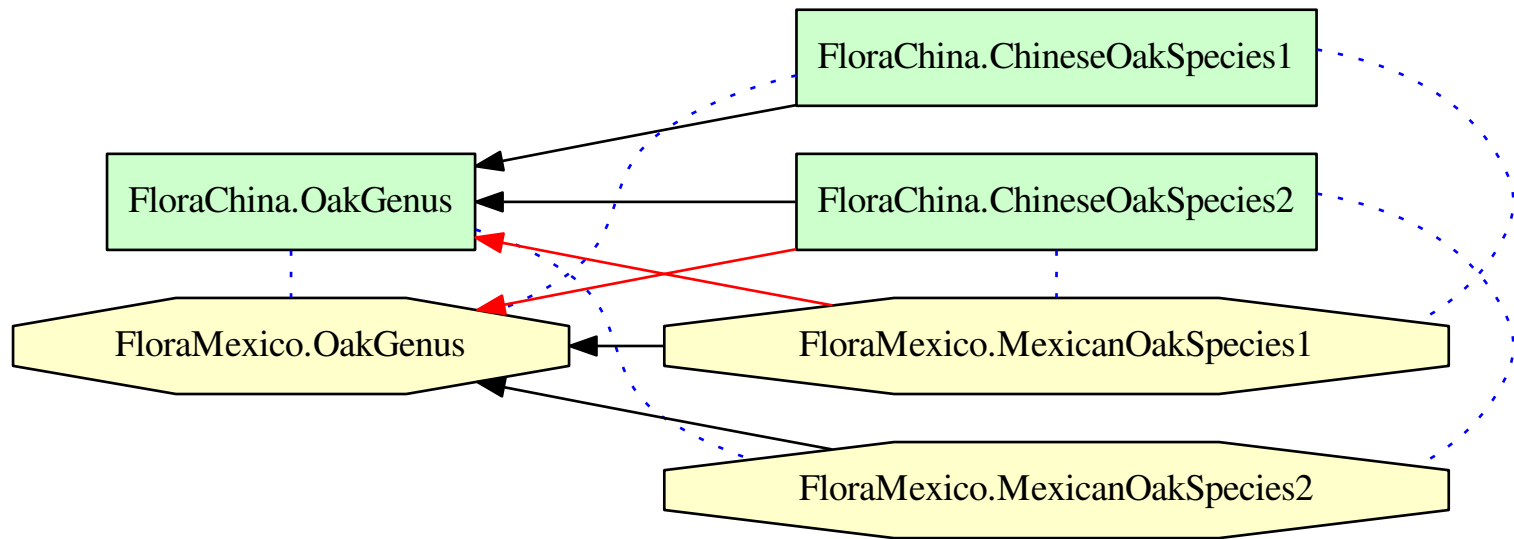 FloraChina.ChineseOakSpecies1
FloraChina.OakGenus
FloraChina.ChineseOakSpecies2
FloraMexico.OakGenus
FloraMexico.MexicanOakSpecies1
FloraMexico.MexicanOakSpecies2